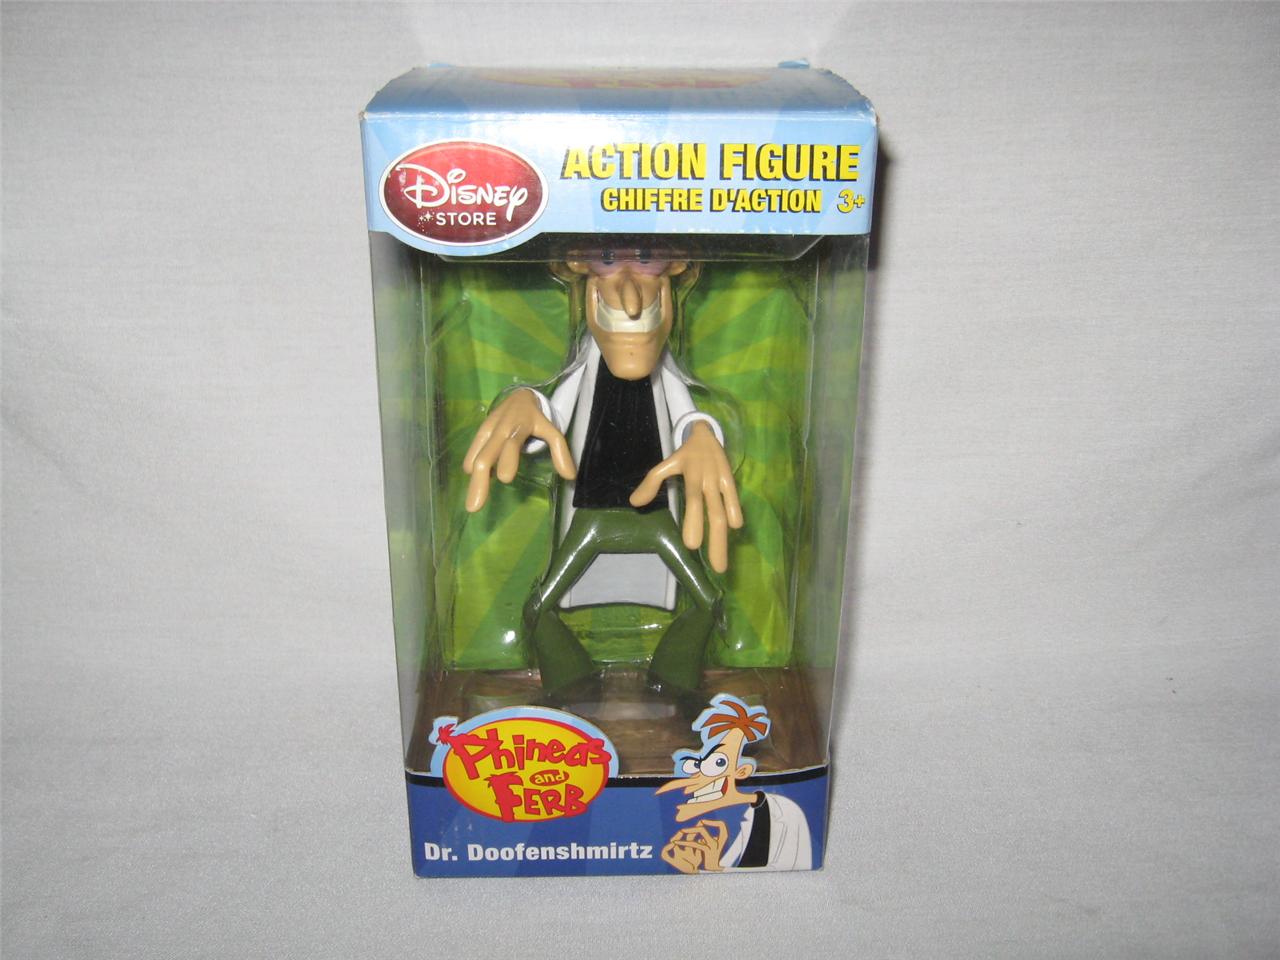 ACTION FIGURE
CHIFFRE D'ACTION 3+
Disney
STORE
Phineas
and
FERB
Dr. Doofenshmirtz